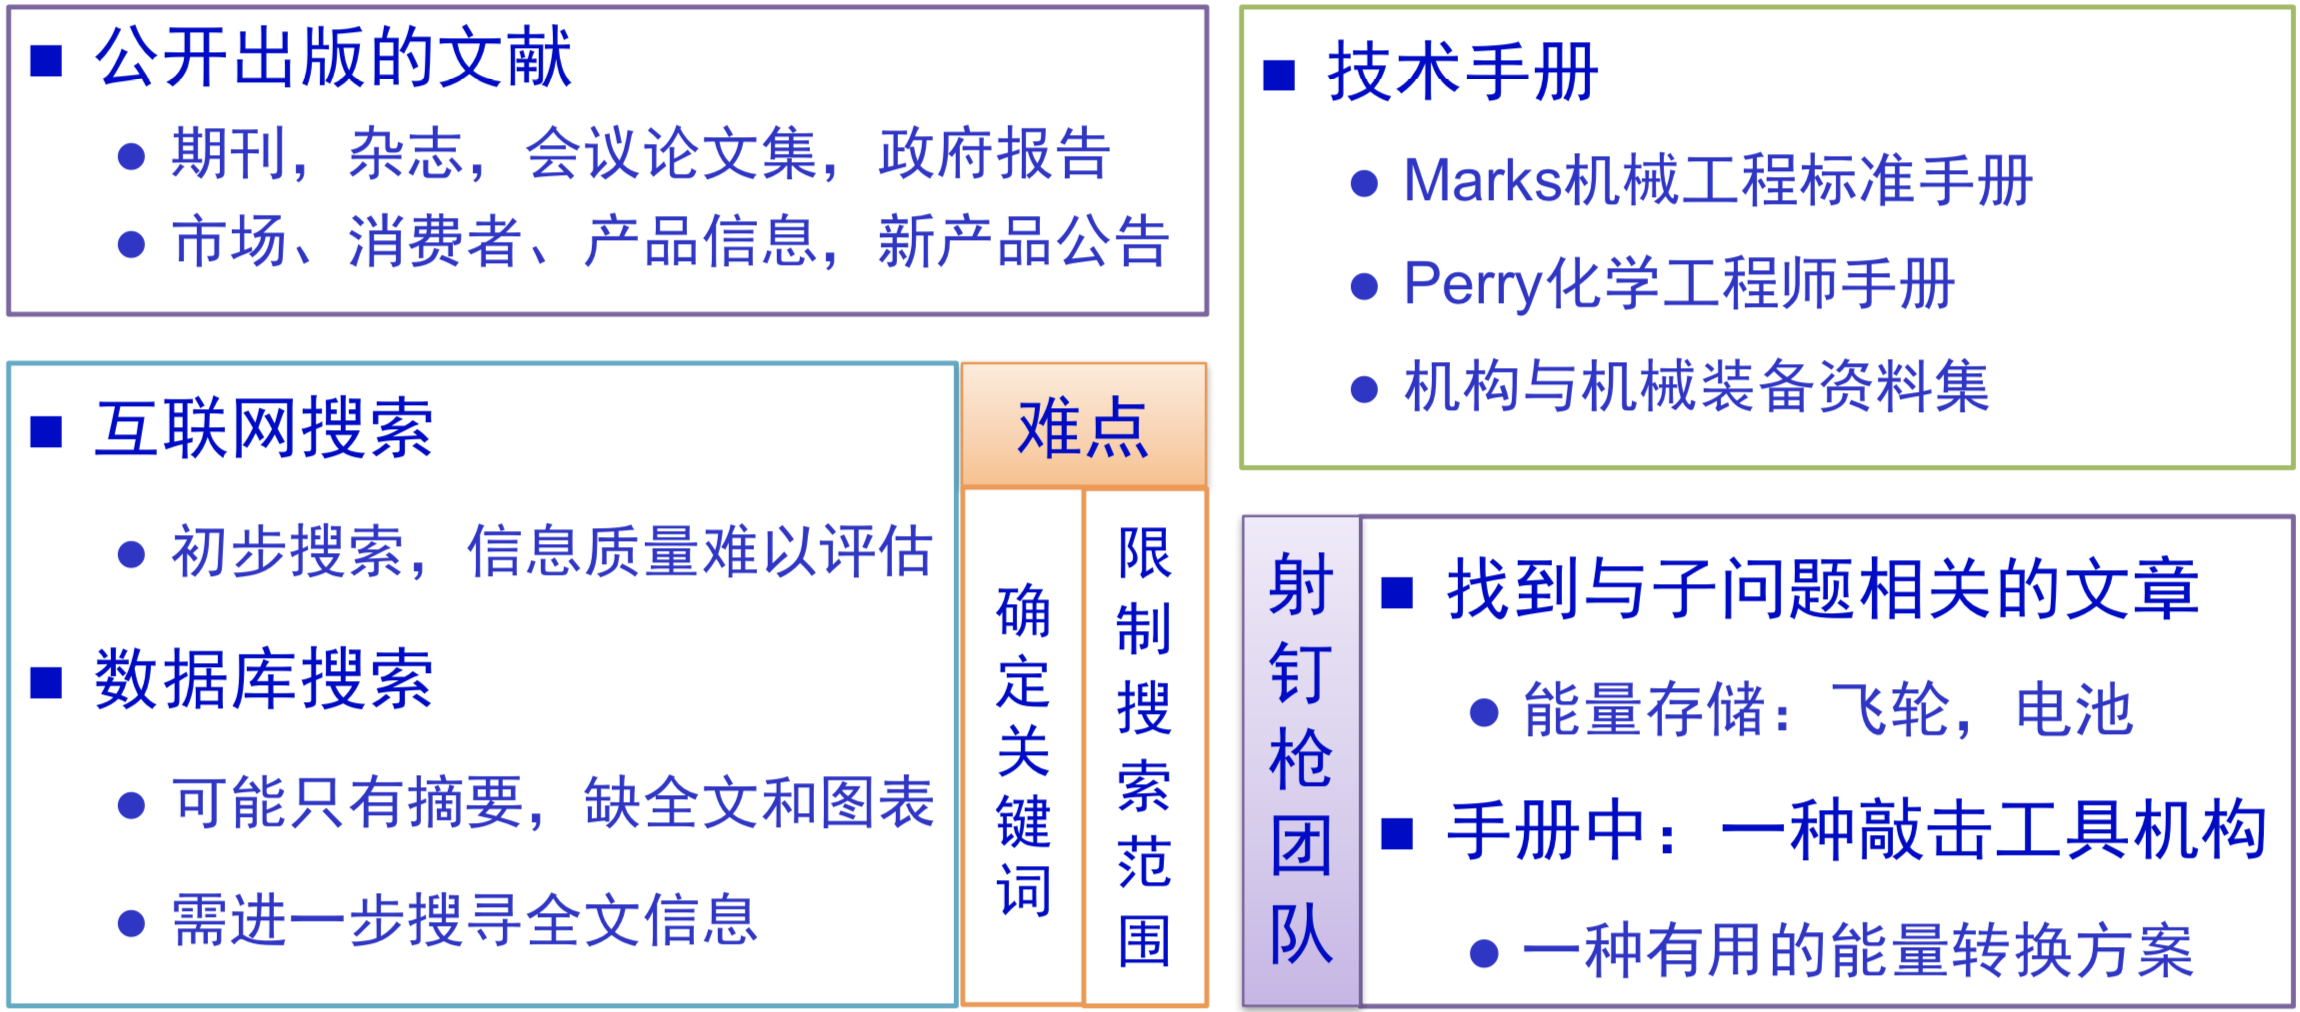 公开出版的文献
期刊，杂志，会议论文集，政府报告
市场、消费者、产品信息，新产品公告
技术手册
Marks机械工程标准手册
Perry化学工程师手册
机构与机械装备资料集
互联网搜索
初步搜索，信息质量难以评估
数据库搜索
可能只有摘要，缺全文和图表
需进一步搜寻全文信息
难点
确定关键词
限制搜索范围
射钉枪团队
找到与子问题相关的文章
能量存储：飞轮，电池
手册中：一种敲击工具机构
一种有用的能量转换方案